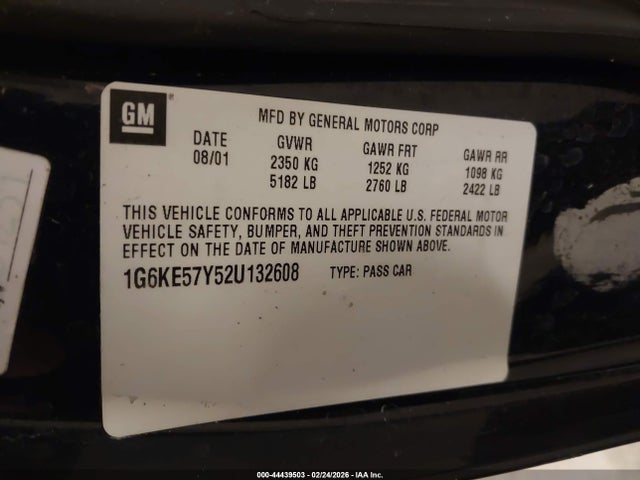 GM
MFD BY GENERAL MOTORS CORP
DATE GVWR GAWR FRT GAWR RR
08/01 2350 KG 1252 KG 1098 KG
5182 LB 2760 LB 2422 LB
THIS VEHICLE CONFORMS TO ALL APPLICABLE U.S. FEDERAL MOTOR
VEHICLE SAFETY, BUMPER, AND THEFT PREVENTION STANDARDS IN
EFFECT ON THE DATE OF MANUFACTURE SHOWN ABOVE.
1G6KE57Y52U132608 TYPE: PASS CAR
000-44439503 - 02/24/2026 - IAA Inc.